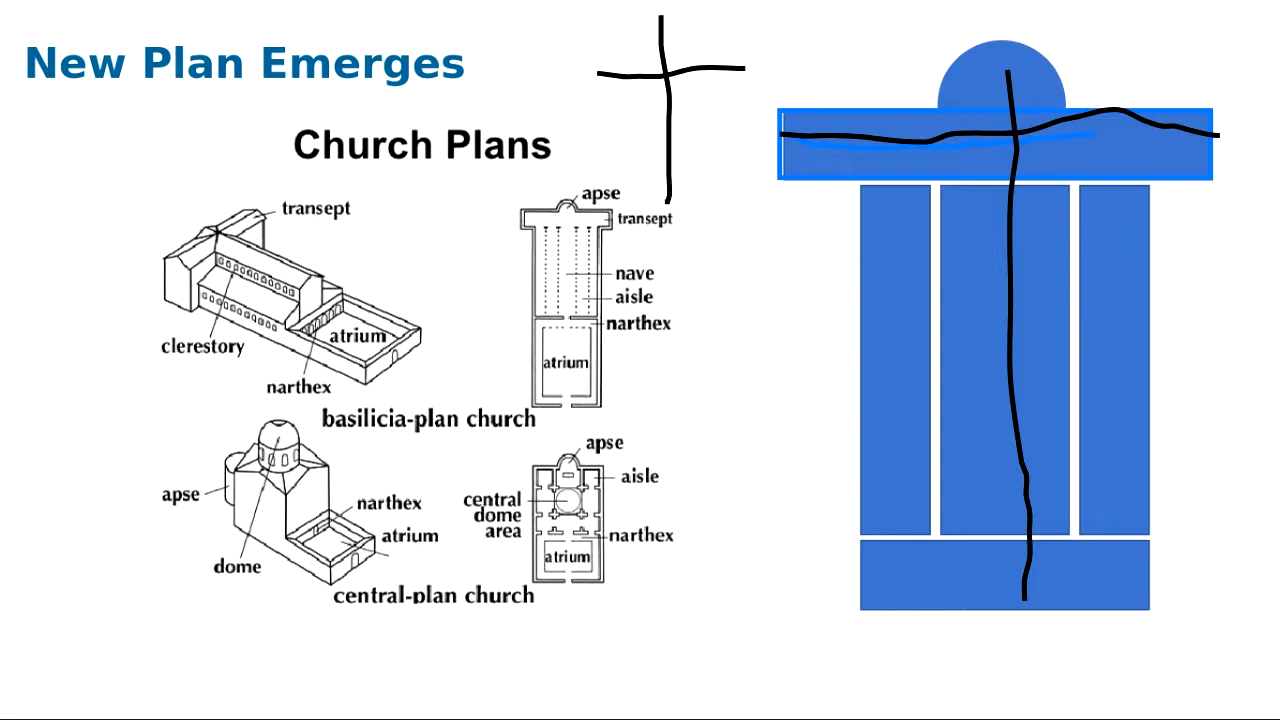 New Plan Emerges
Church Plans
transept
clerestory
narthex
atrium
apse
transept
nave
aisle
narthex
atrium
basilicia-plan church
apse
dome
narthex
atrium
apse
aisle
central
dome
area
narthex
atrium
central-plan church